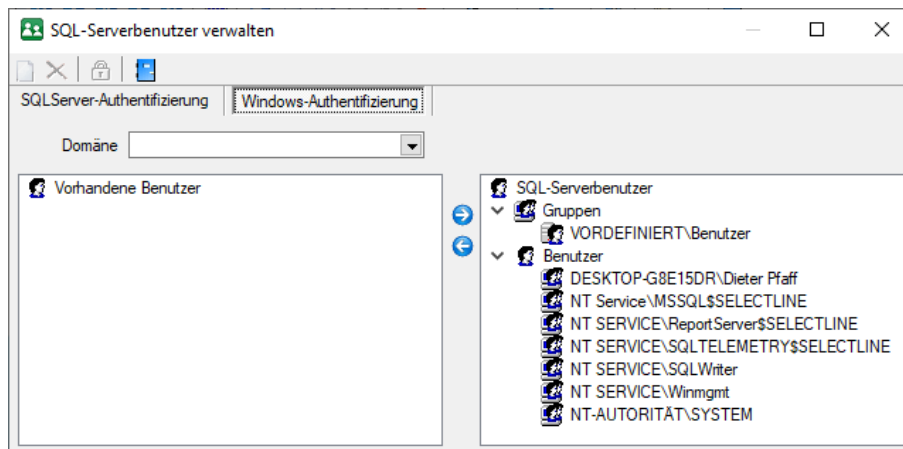 SQL-Serverbenutzer verwalten
SQLServer-Authentifizierung
Windows-Authentifizierung
Domäne
Vorhandene Benutzer
SQL-Serverbenutzer
Gruppen
VORDEFINIERT\Benutzer
Benutzer
DESKTOP-G8E15DR\Dieter Pfaff
NT Service\MSSQL$SELECTLINE
NT SERVICE\ReportServer$SELECTLINE
NT SERVICE\SQLTELEMETRY$SELECTLINE
NT SERVICE\SQLWriter
NT SERVICE\Winmgmt
NT-AUTORITÄT\SYSTEM